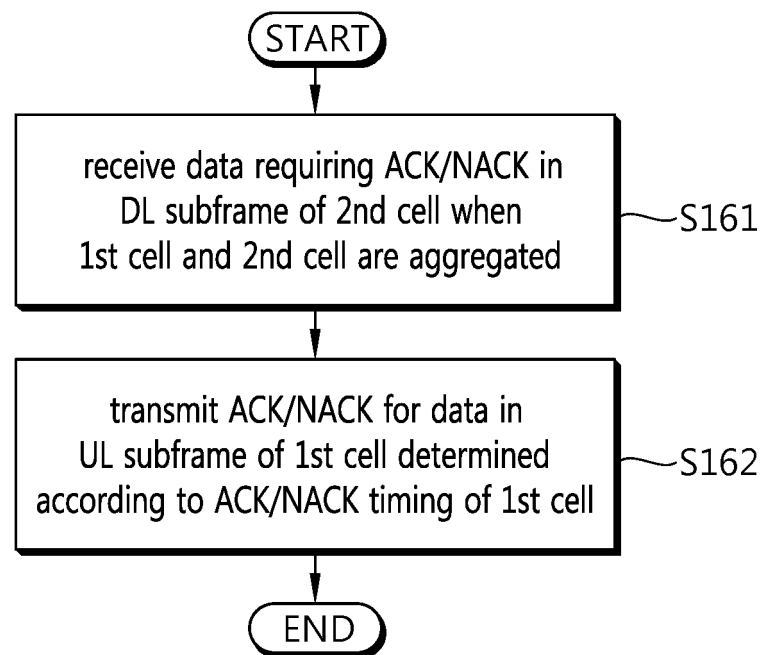 START
receive data requiring ACK/NACK in
DL subframe of 2nd cell when
1st cell and 2nd cell are aggregated
S161
transmit ACK/NACK for data in
UL subframe of 1st cell determined
according to ACK/NACK timing of 1st cell
S162
END